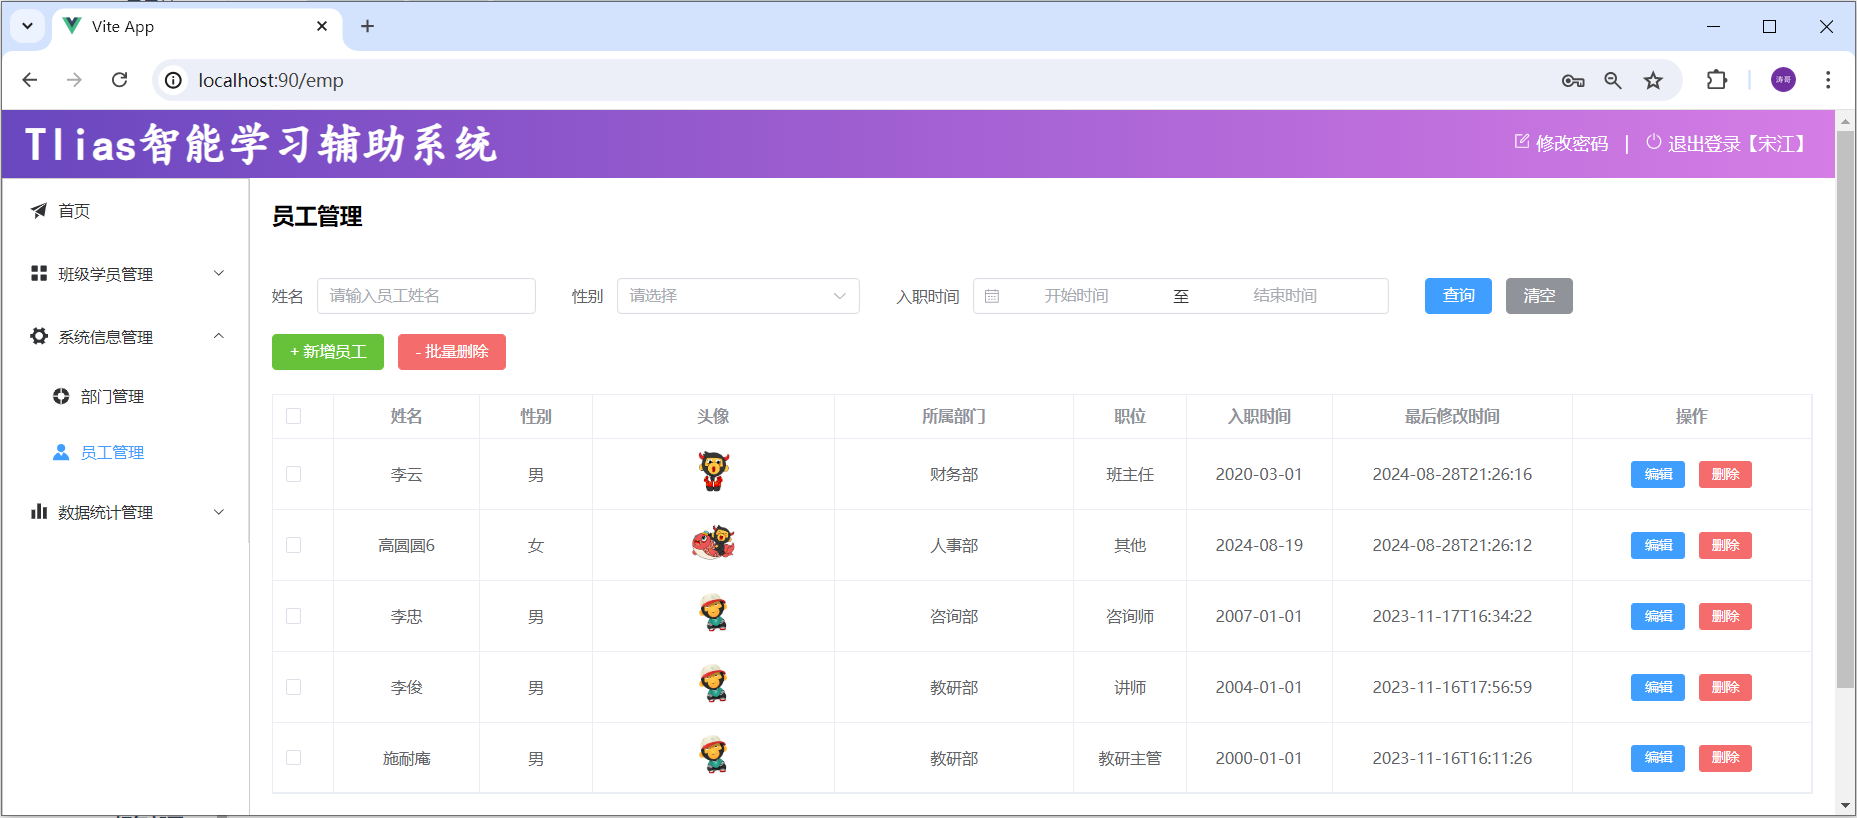 Vite App
localhost:90/emp
涛哥
Tlias智能学习辅助系统
修改密码 | 退出登录【宋江】
首页
班级学员管理
系统信息管理
部门管理
员工管理
数据统计管理
员工管理
姓名 请输入员工姓名 性别 请选择 入职时间 开始时间 至 结束时间 查询 清空
+ 新增员工 - 批量删除
姓名 性别 头像 所属部门 职位 入职时间 最后修改时间 操作
李云 男 财务部 班主任 2020-03-01 2024-08-28T21:26:16 编辑 删除
高圆圆6 女 人事部 其他 2024-08-19 2024-08-28T21:26:12 编辑 删除
李忠 男 咨询部 咨询师 2007-01-01 2023-11-17T16:34:22 编辑 删除
李俊 男 教研部 讲师 2004-01-01 2023-11-16T17:56:59 编辑 删除
施耐庵 男 教研部 教研主管 2000-01-01 2023-11-16T16:11:26 编辑 删除